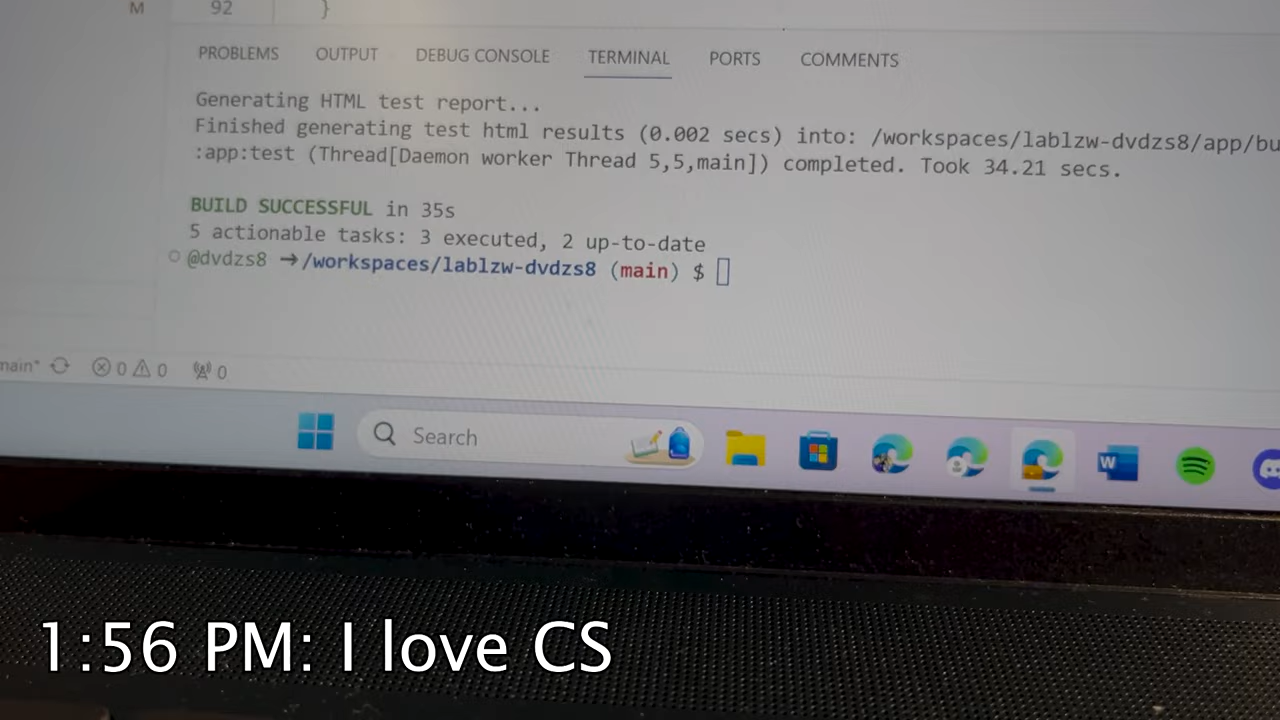 M 92 }
PROBLEMS OUTPUT DEBUG CONSOLE TERMINAL PORTS COMMENTS
Generating HTML test report...
Finished generating test html results (0.002 secs) into: /workspaces/lablzw-dvdzs8/app/bu
:app:test (Thread[Daemon worker Thread 5,5,main]) completed. Took 34.21 secs.
BUILD SUCCESSFUL in 35s
5 actionable tasks: 3 executed, 2 up-to-date
@dvdzs8 ➜/workspaces/lablzw-dvdzs8 (main) $
main* 0 0 0
Search
W
1:56 PM: I love CS